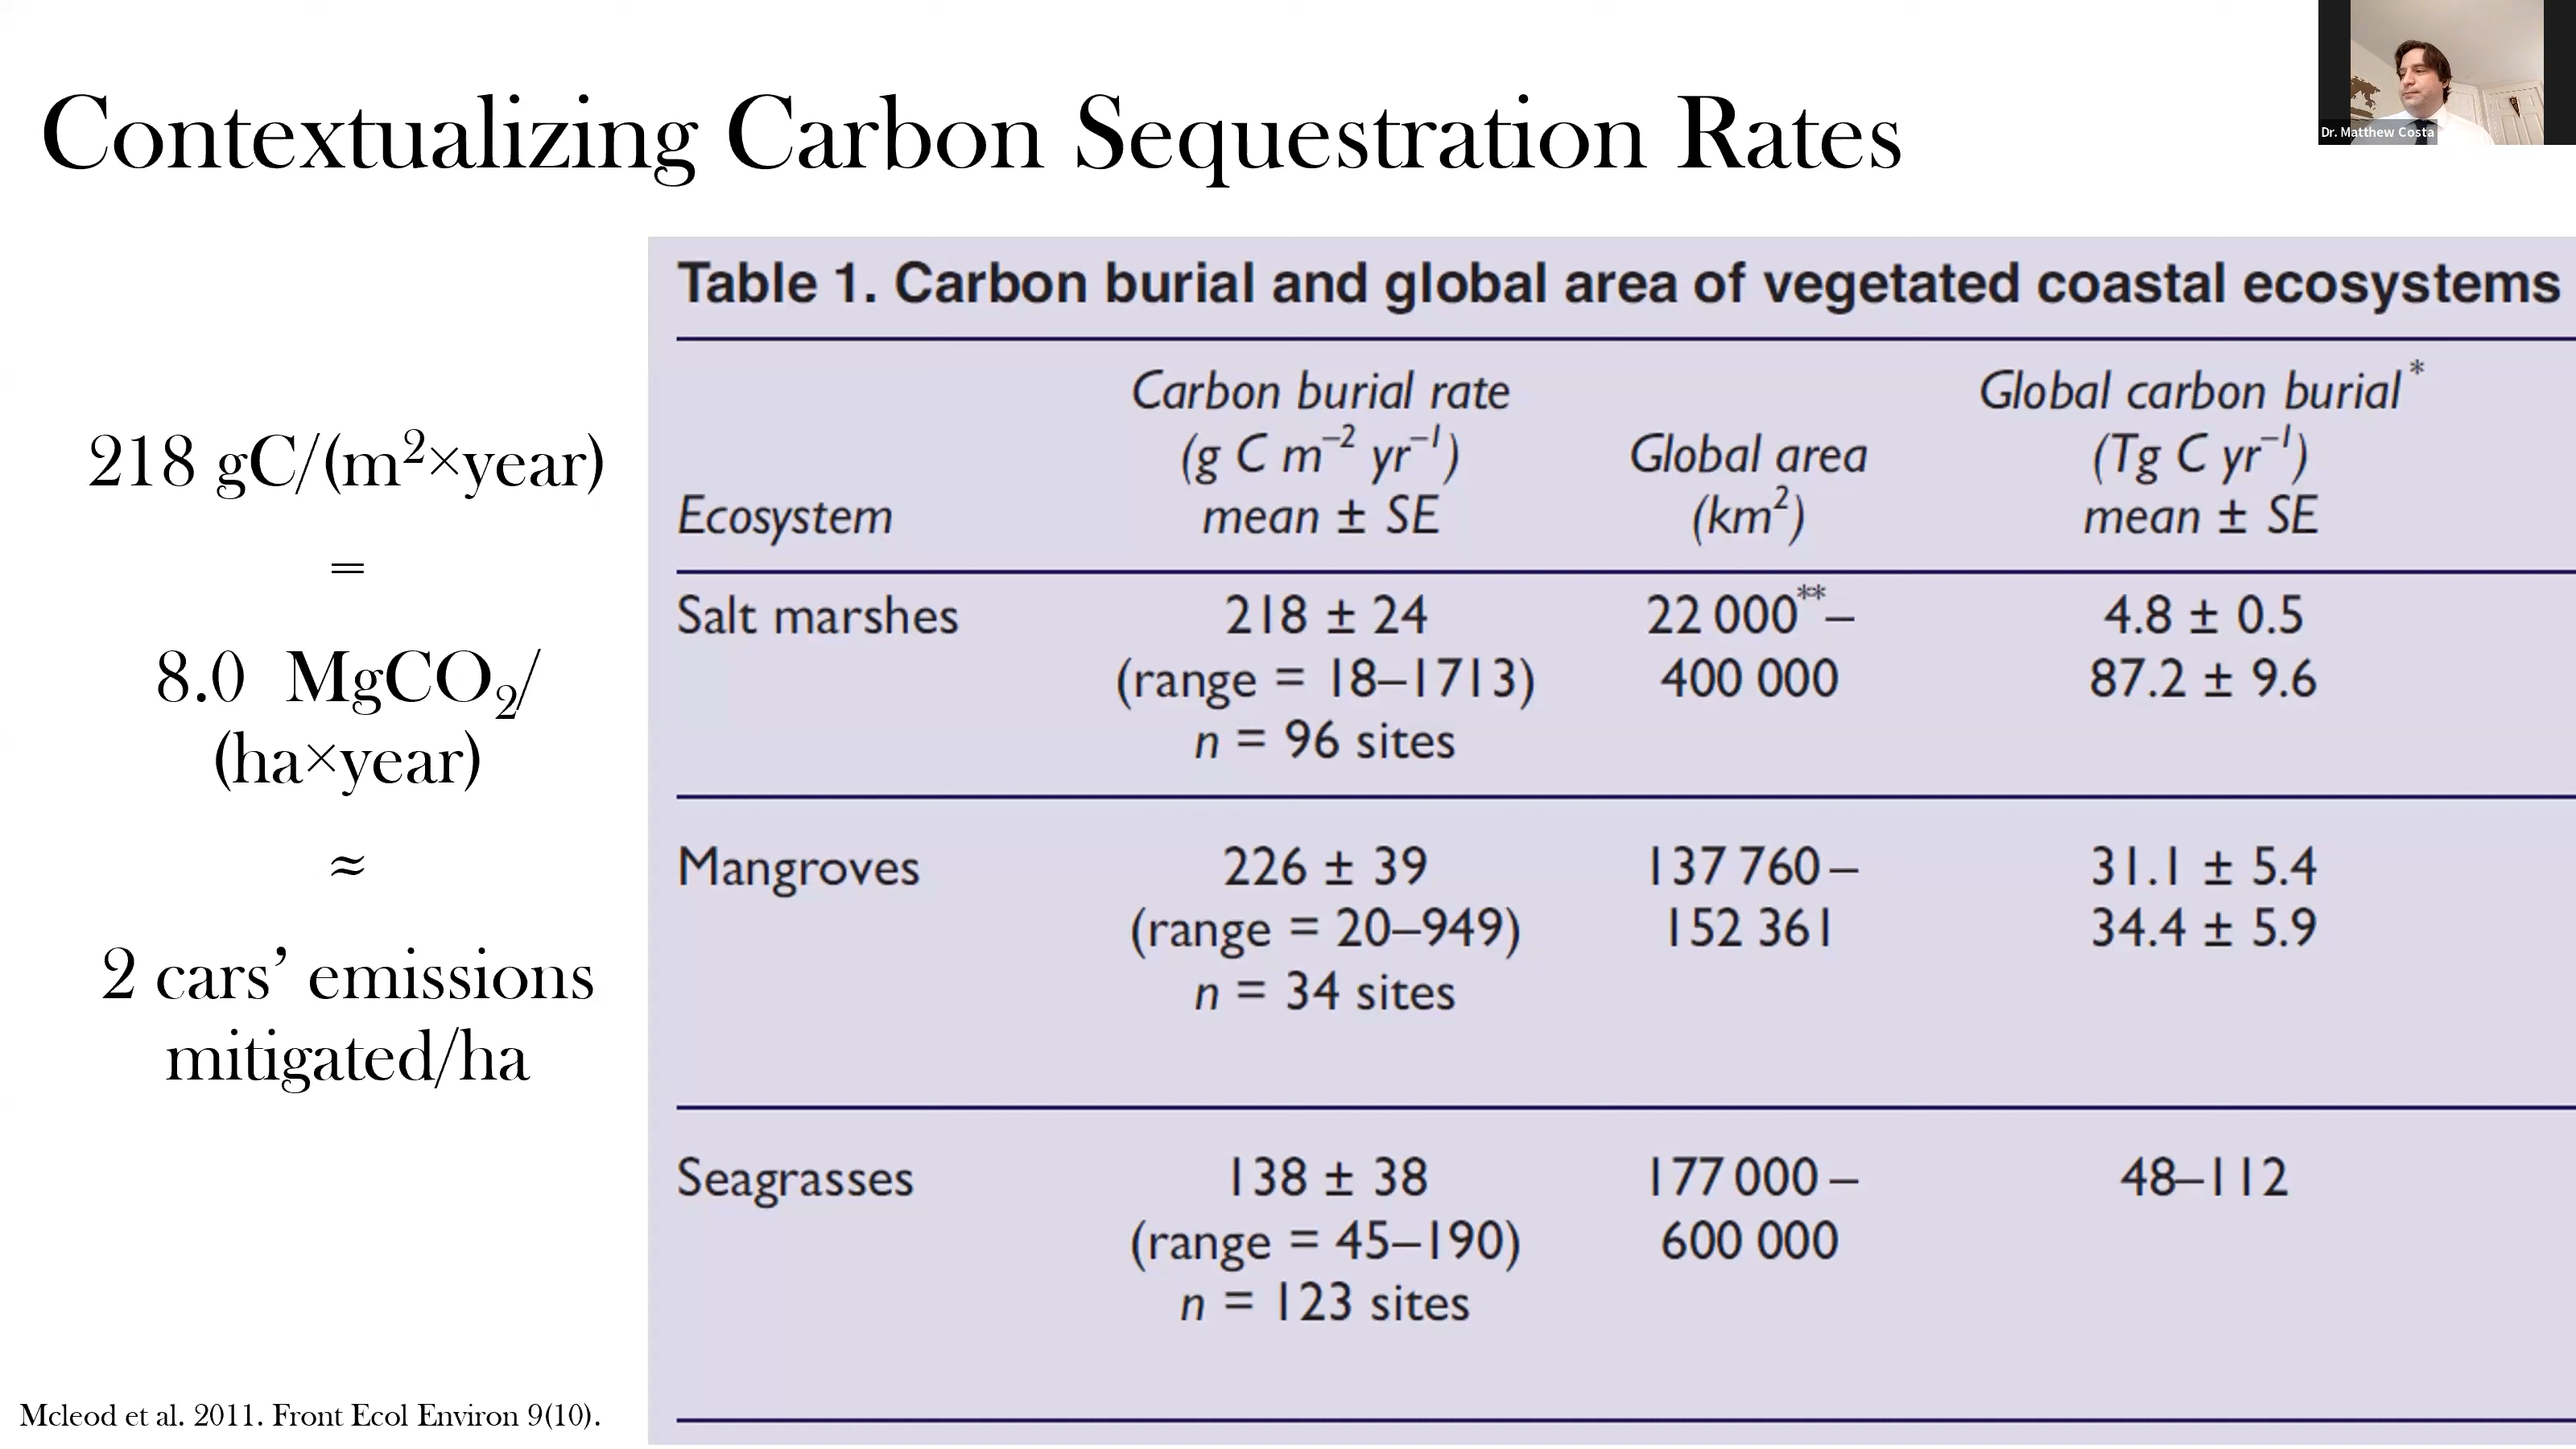 Contextualizing Carbon Sequestration Rates
Dr. Matthew Costa
218 gC/(m²×year)
=
8.0 MgCO₂/
(ha×year)
≈
2 cars’ emissions
mitigated/ha
Mcleod et al. 2011. Front Ecol Environ 9(10).
Table 1. Carbon burial and global area of vegetated coastal ecosystems
Carbon burial rate Global carbon burial*
(g C m⁻² yr⁻¹) Global area (Tg C yr⁻¹)
Ecosystem mean ± SE (km²) mean ± SE
Salt marshes 218 ± 24 22 000**– 4.8 ± 0.5
(range = 18–1713) 400 000 87.2 ± 9.6
n = 96 sites
Mangroves 226 ± 39 137 760– 31.1 ± 5.4
(range = 20–949) 152 361 34.4 ± 5.9
n = 34 sites
Seagrasses 138 ± 38 177 000– 48–112
(range = 45–190) 600 000
n = 123 sites